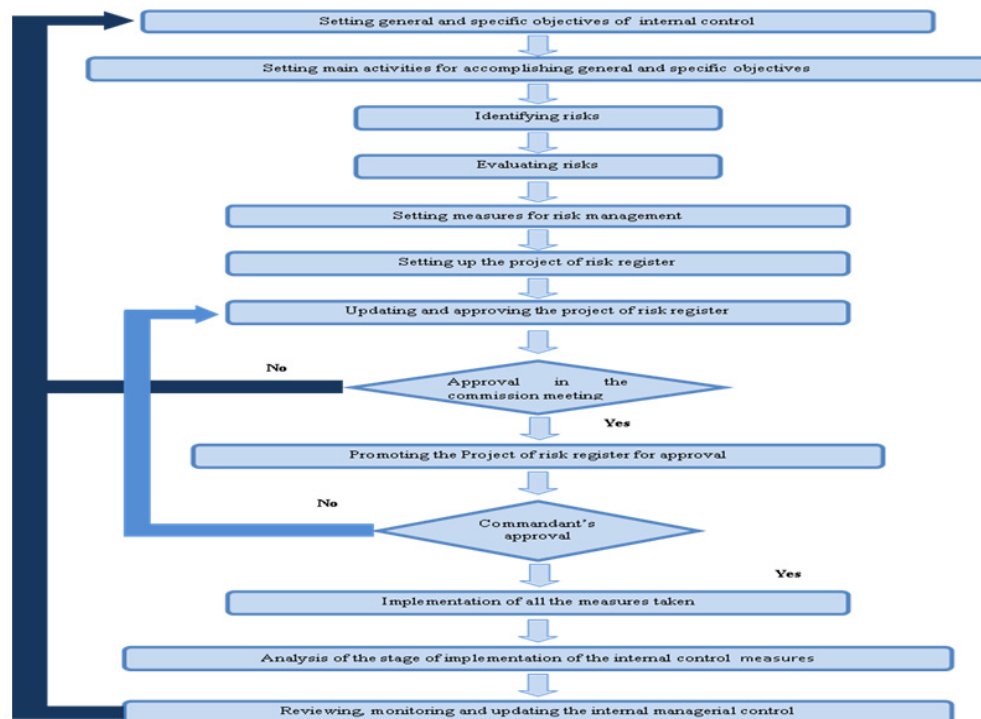 Setting general and specific objectives of internal control
Setting main activities for accomplishing general and specific objectives
Identifying risks
Evaluating risks
Setting measures for risk management
Setting up the project of risk register
Updating and approving the project of risk register
No
Approval in the
commission meeting
Yes
Promoting the Project of risk register for approval
No
Commandant's
approval
Yes
Implementation of all the measures taken
Analysis of the stage of implementation of the internal control measures
Reviewing, monitoring and updating the internal managerial control